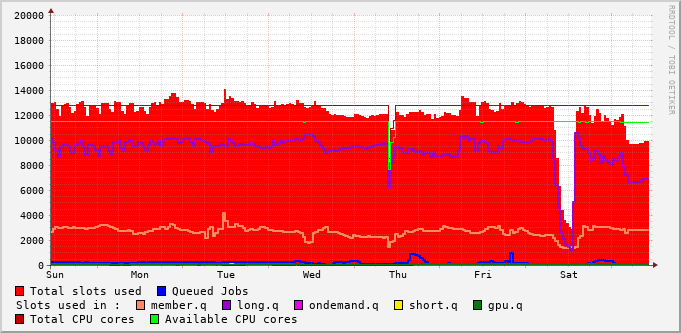 RRDTOOL / TOBI OETIKER
20000
18000
16000
14000
12000
10000
8000
6000
4000
2000
0
Sun Mon Tue Wed Thu Fri Sat
Total slots used Queued Jobs
Slots used in : member.q long.q ondemand.q short.q gpu.q
Total CPU cores Available CPU cores